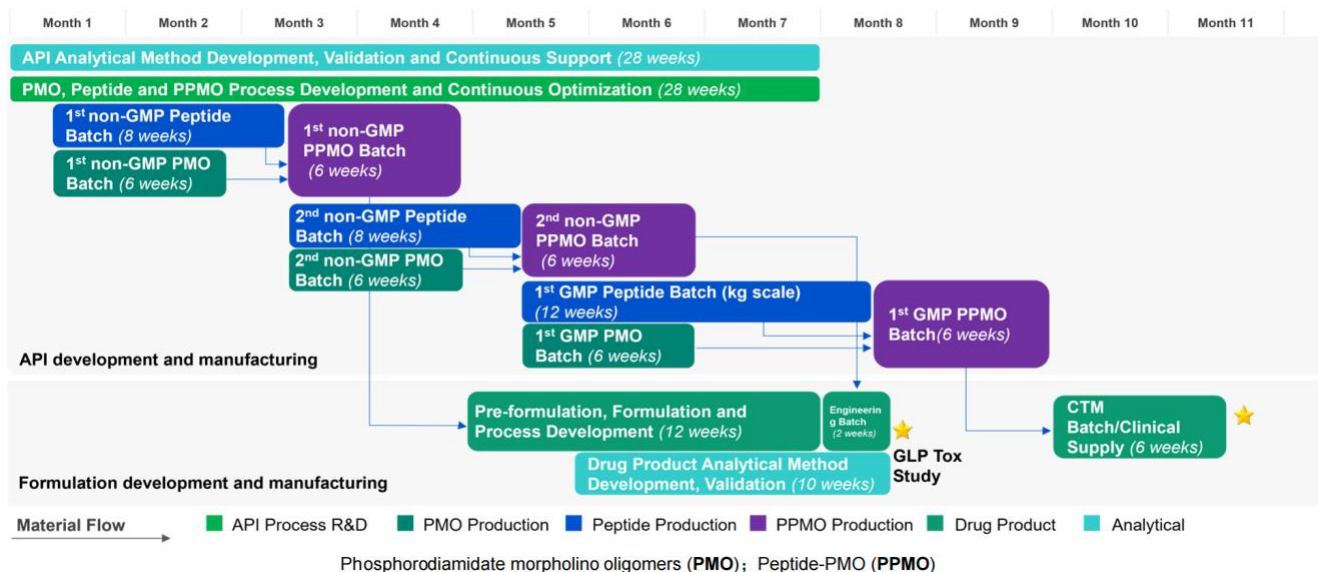 Month 1
Month 2
Month 3
Month 4
Month 5
Month 6
Month 7
Month 8
Month 9
Month 10
Month 11
API Analytical Method Development, Validation and Continuous Support (28 weeks)
PMO, Peptide and PPMO Process Development and Continuous Optimization (28 weeks)
1st non-GMP Peptide
Batch (8 weeks)
1st non-GMP PMO
Batch (6 weeks)
1st non-GMP
PPMO Batch
(6 weeks)
2nd non-GMP Peptide
Batch (8 weeks)
2nd non-GMP PMO
Batch (6 weeks)
2nd non-GMP
PPMO Batch
(6 weeks)
1st GMP Peptide Batch (kg scale)
(12 weeks)
1st GMP PMO
Batch (6 weeks)
1st GMP PPMO
Batch(6 weeks)
API development and manufacturing
Pre-formulation, Formulation and
Process Development (12 weeks)
Engineerin
g Batch
(2 weeks)
GLP Tox
Study
CTM
Batch/Clinical
Supply (6 weeks)
Drug Product Analytical Method
Development, Validation (10 weeks)
Formulation development and manufacturing
Material Flow
API Process R&D
PMO Production
Peptide Production
PPMO Production
Drug Product
Analytical
Phosphorodiamidate morpholino oligomers (PMO); Peptide-PMO (PPMO)